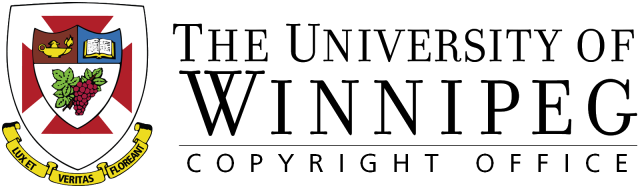 THE UNIVERSITY OF
WINNIPEG
COPYRIGHT OFFICE
LUX ET VERITAS FLOREANT